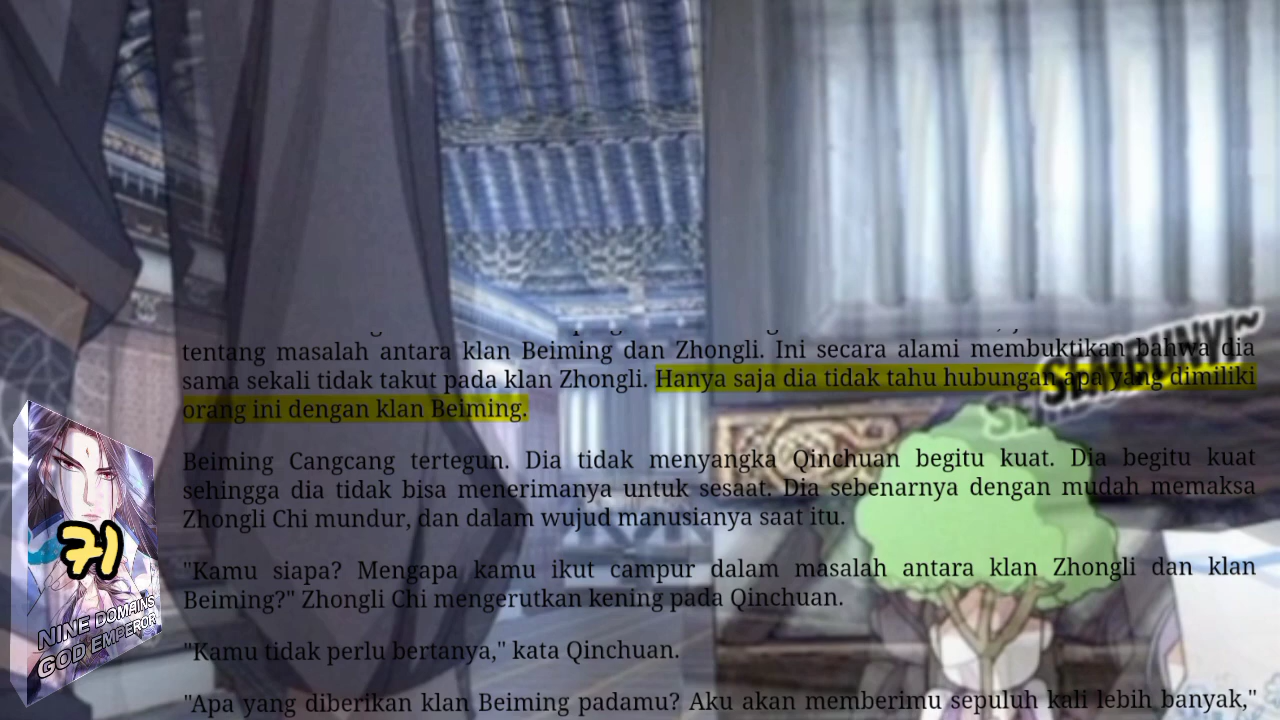 tentang masalah antara klan Beiming dan Zhongli. Ini secara alami membuktikan bahwa dia
sama sekali tidak takut pada klan Zhongli. Hanya saja dia tidak tahu hubungan apa yang dimiliki
orang ini dengan klan Beiming.
Beiming Cangcang tertegun. Dia tidak menyangka Qinchuan begitu kuat. Dia begitu kuat
sehingga dia tidak bisa menerimanya untuk sesaat. Dia sebenarnya dengan mudah memaksa
Zhongli Chi mundur, dan dalam wujud manusianya saat itu.
"Kamu siapa? Mengapa kamu ikut campur dalam masalah antara klan Zhongli dan klan
Beiming?" Zhongli Chi mengerutkan kening pada Qinchuan.
"Kamu tidak perlu bertanya," kata Qinchuan.
"Apa yang diberikan klan Beiming padamu? Aku akan memberimu sepuluh kali lebih banyak,"
71
NINE DOMAINS
GOD EMPEROR